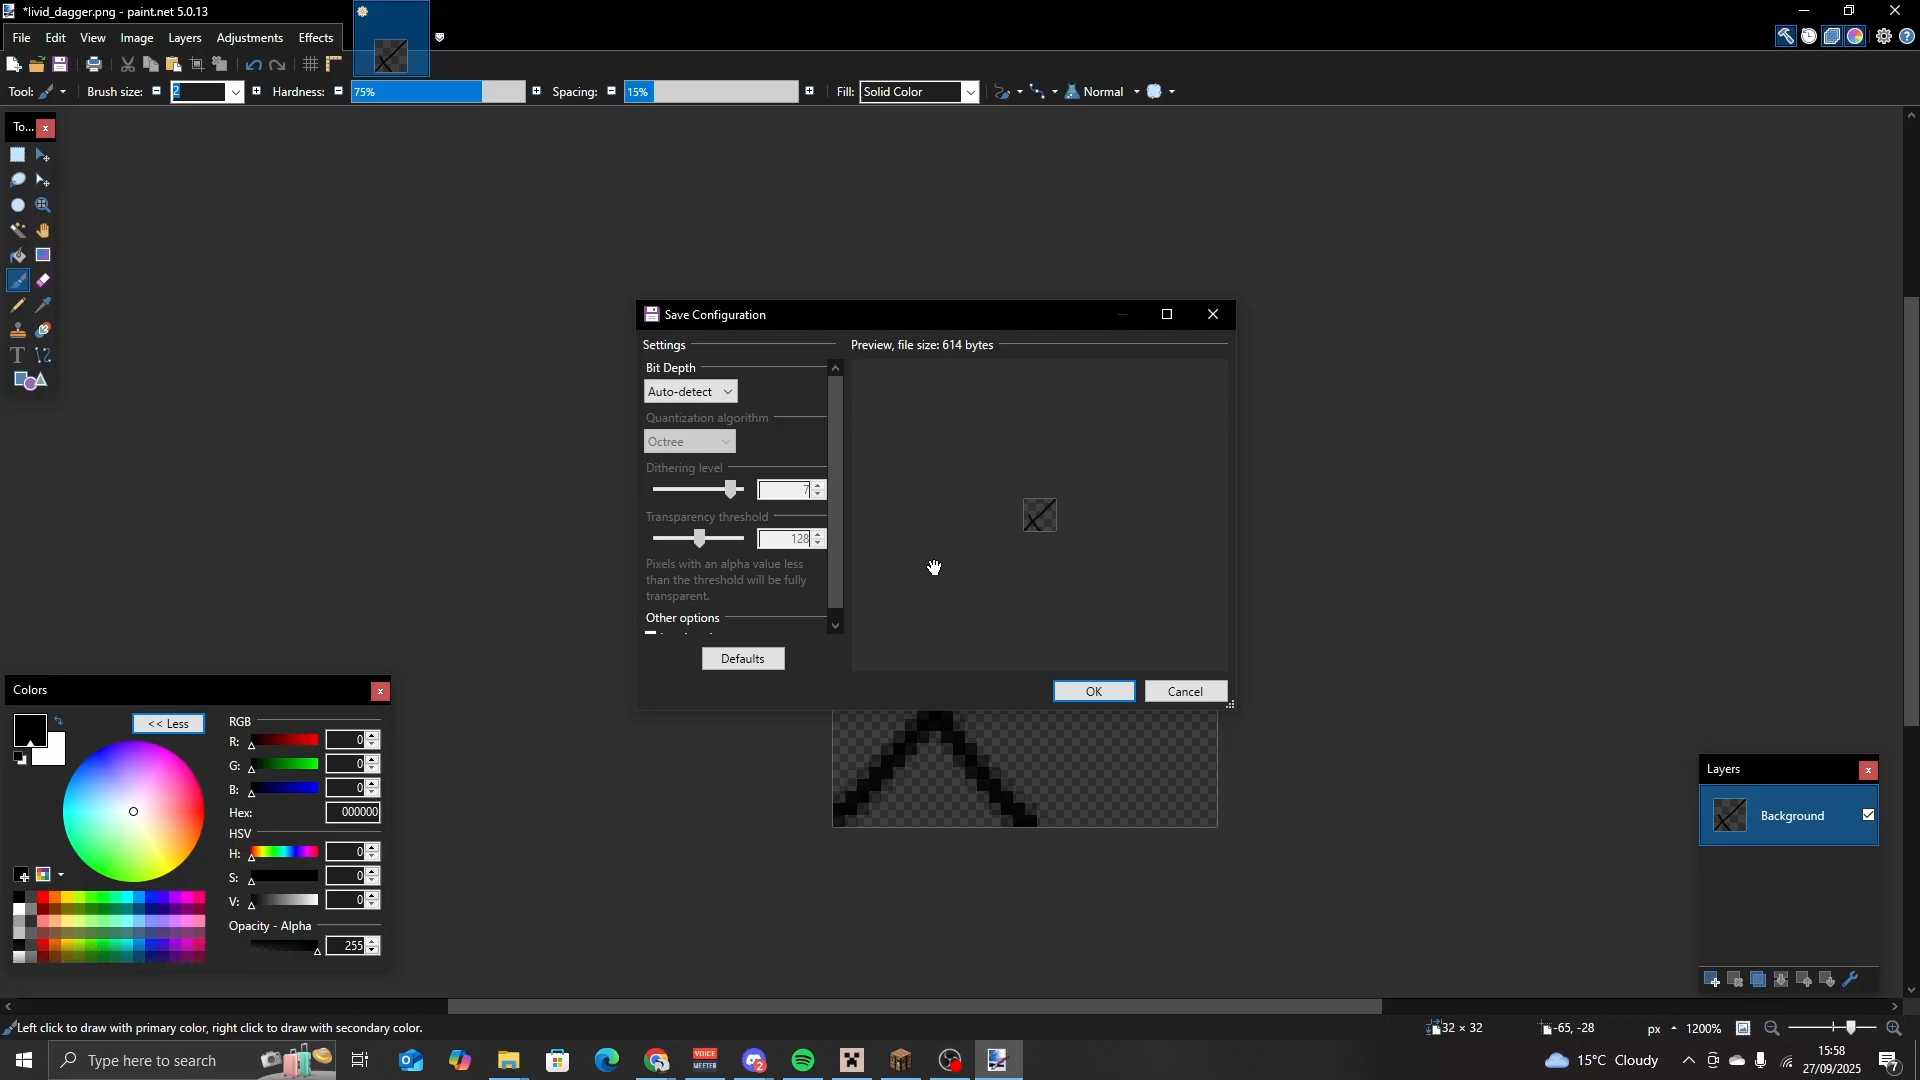 *livid_dagger.png - paint.net 5.0.13
File Edit View Image Layers Adjustments Effects
Tool: Brush size: 2 Hardness: 75% Spacing: 15% Fill: Solid Color Normal
To...
Save Configuration
Settings
Preview, file size: 614 bytes
Bit Depth
Auto-detect
Quantization algorithm
Octree
Dithering level
7
Transparency threshold
128
Pixels with an alpha value less
than the threshold will be fully
transparent.
Other options
Defaults
OK Cancel
Colors
<< Less
RGB
R: 0
G: 0
B: 0
Hex: 000000
HSV
H: 0
S: 0
V: 0
Opacity - Alpha
255
Layers
Background
Left click to draw with primary color, right click to draw with secondary color.
32 × 32
-65, -28
px
1200%
Type here to search
VOICE
MEETER
2
15°C Cloudy
15:58
27/09/2025
7